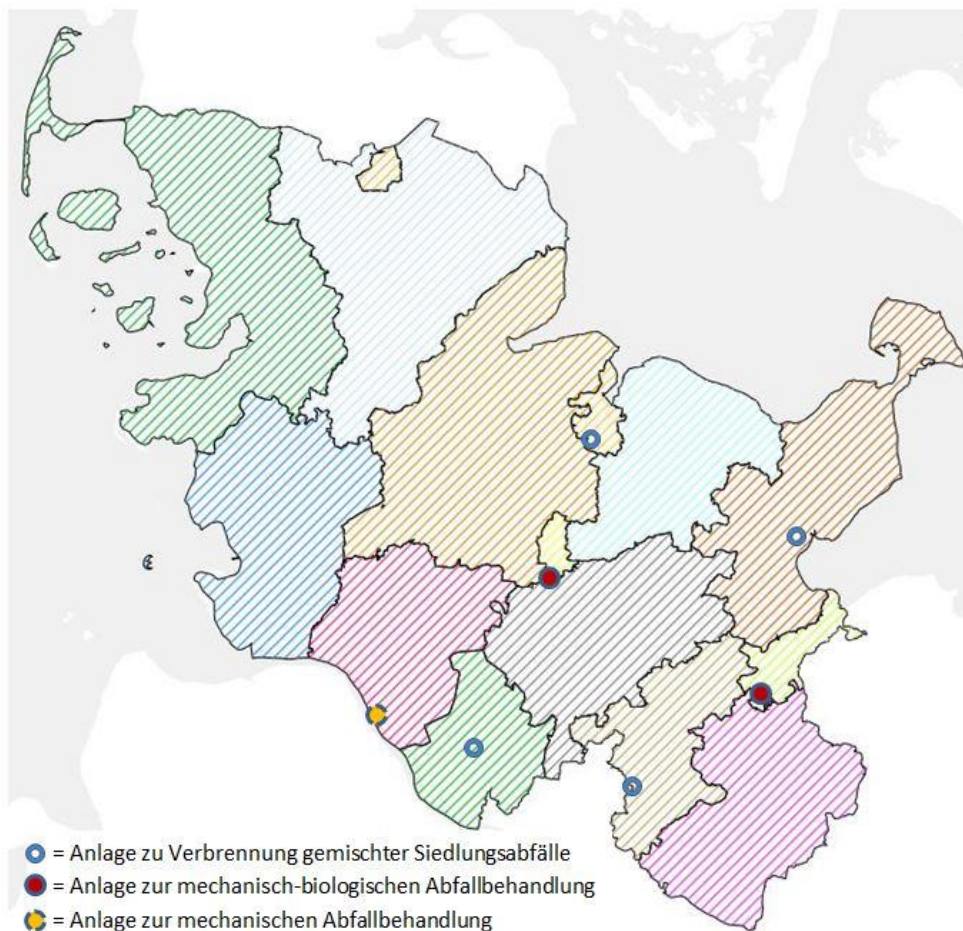 = Anlage zu Verbrennung gemischter Siedlungsabfälle
= Anlage zur mechanisch-biologischen Abfallbehandlung
= Anlage zur mechanischen Abfallbehandlung